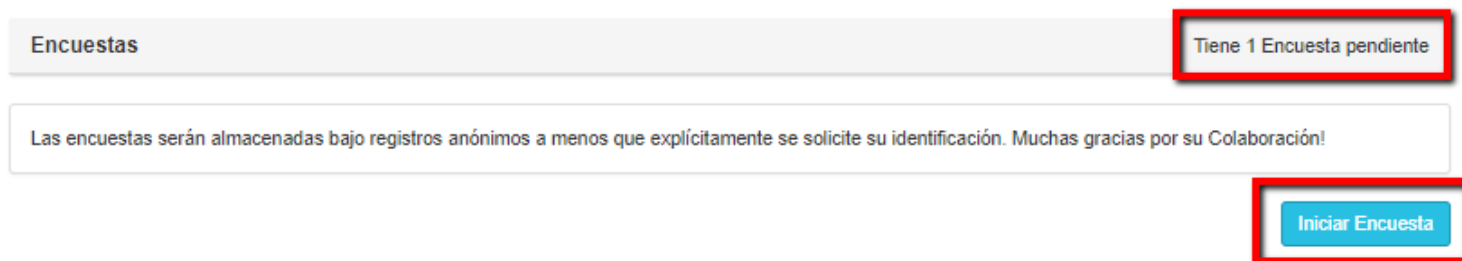 Encuestas
Tiene 1 Encuesta pendiente
Las encuestas serán almacenadas bajo registros anónimos a menos que explícitamente se solicite su identificación. Muchas gracias por su Colaboración!
Iniciar Encuesta